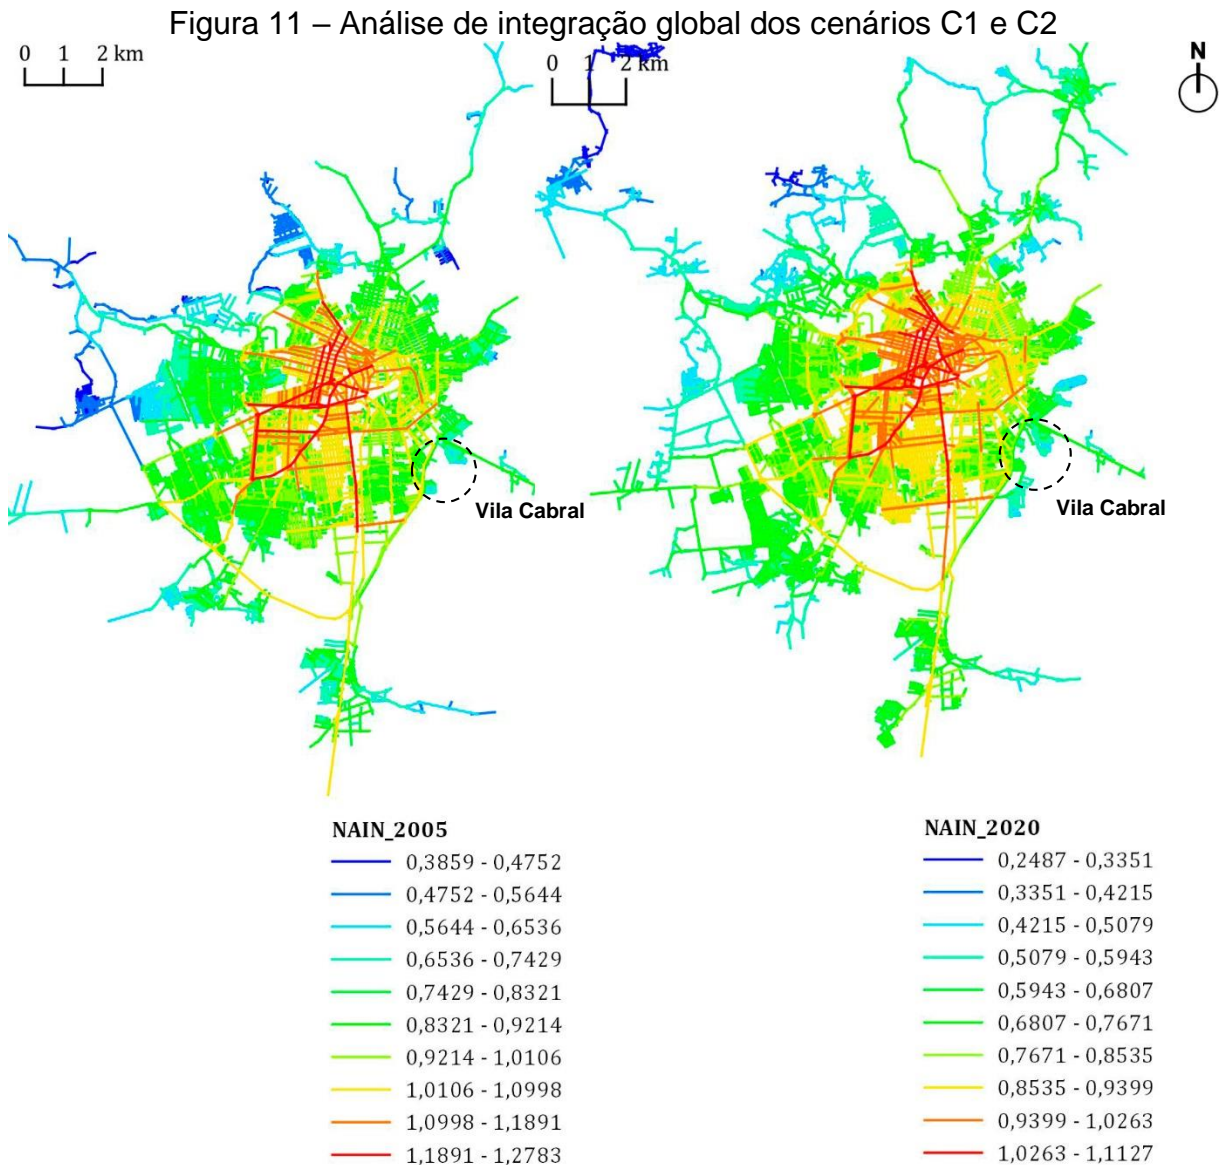 Figura 11 – Análise de integração global dos cenários C1 e C2
0 1 2 km
0 1 2 km
N
Vila Cabral
Vila Cabral
NAIN_2005
0,3859 - 0,4752
0,4752 - 0,5644
0,5644 - 0,6536
0,6536 - 0,7429
0,7429 - 0,8321
0,8321 - 0,9214
0,9214 - 1,0106
1,0106 - 1,0998
1,0998 - 1,1891
1,1891 - 1,2783
NAIN_2020
0,2487 - 0,3351
0,3351 - 0,4215
0,4215 - 0,5079
0,5079 - 0,5943
0,5943 - 0,6807
0,6807 - 0,7671
0,7671 - 0,8535
0,8535 - 0,9399
0,9399 - 1,0263
1,0263 - 1,1127